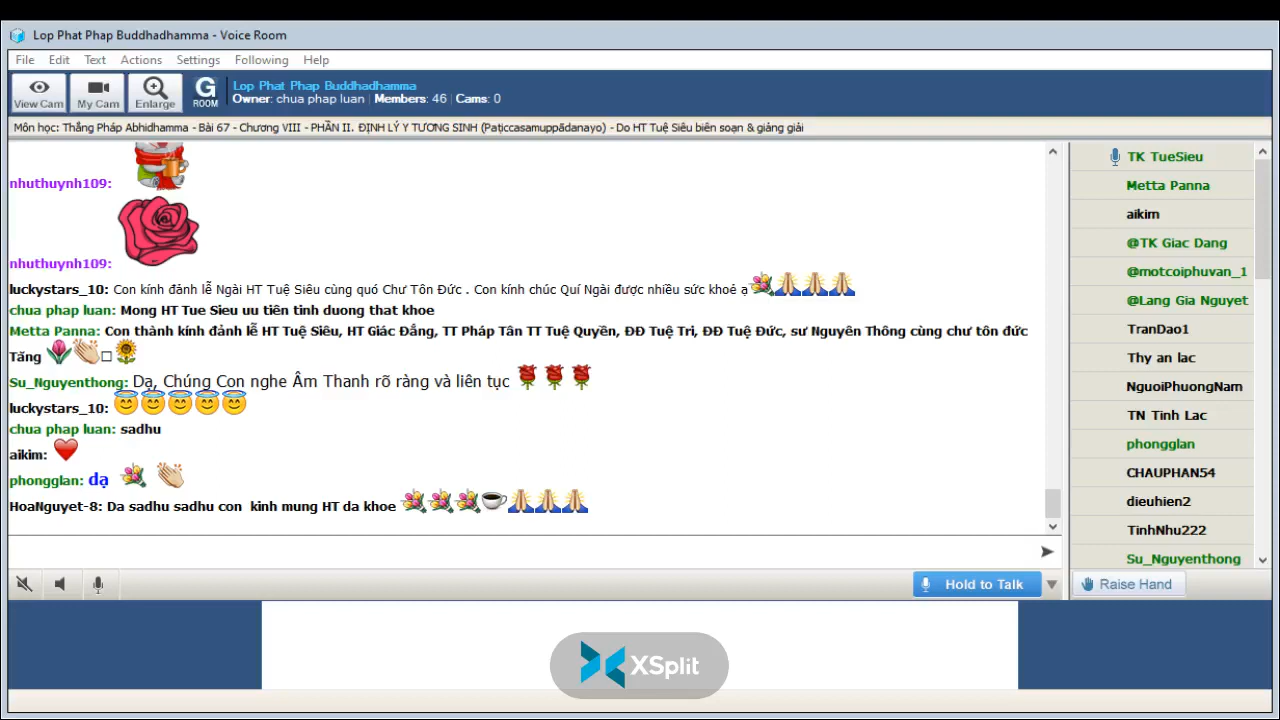 Lop Phat Phap Buddhadhamma - Voice Room
File Edit Text Actions Settings Following Help
View Cam My Cam Enlarge G ROOM
Lop Phat Phap Buddhadhamma
Owner: chua phap luan | Members: 46 | Cams: 0
Môn học: Thắng Pháp Abhidhamma - Bài 67 - Chương VIII - PHẦN II. ĐỊNH LÝ Y TƯƠNG SINH (Paṭiccasamuppādanayo) - Do HT Tuệ Siêu biên soạn & giảng giải
nhuthuynh109:
nhuthuynh109:
luckystars_10: Con kính đảnh lễ Ngài HT Tuệ Siêu cùng quó Chư Tôn Đức . Con kính chúc Quí Ngài được nhiều sức khoẻ ạ
chua phap luan: Mong HT Tue Sieu uu tiên tinh duong that khoe
Metta Panna: Con thành kính đảnh lễ HT Tuệ Siêu, HT Giác Đẳng, TT Pháp Tân TT Tuệ Quyền, ĐĐ Tuệ Tri, ĐĐ Tuệ Đức, sư Nguyên Thông cùng chư tôn đức
Tăng
Su_Nguyenthong: Dạ, Chúng Con nghe Âm Thanh rõ ràng và liên tục
luckystars_10:
chua phap luan: sadhu
aikim:
phongglan: dạ
HoaNguyet-8: Da sadhu sadhu con kinh mung HT da khoe
Hold to Talk
TK TueSieu
Metta Panna
aikim
@TK Giac Dang
@motcoiphuvan_1
@Lang Gia Nguyet
TranDao1
Thy an lac
NguoiPhuongNam
TN Tinh Lac
phongglan
CHAUPHAN54
dieuhien2
TinhNhu222
Su_Nguyenthong
Raise Hand
XSplit